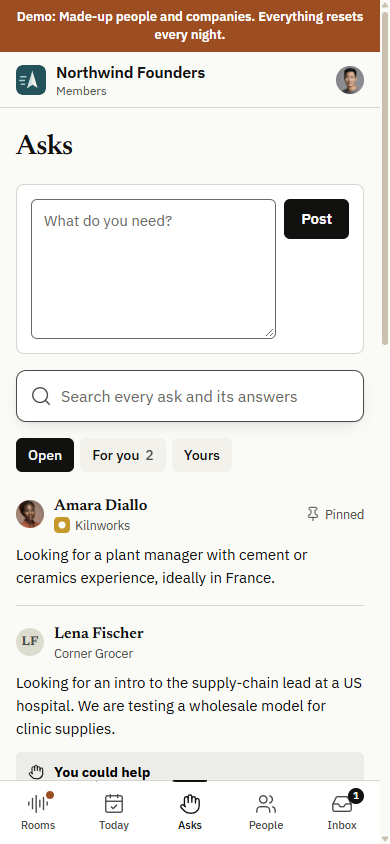 Demo: Made-up people and companies. Everything resets
every night.
Northwind Founders
Members
Asks
What do you need?
Post
Search every ask and its answers
Open
For you 2
Yours
Amara Diallo
Kilnworks
Pinned
Looking for a plant manager with cement or
ceramics experience, ideally in France.
LF
Lena Fischer
Corner Grocer
Looking for an intro to the supply-chain lead at a US
hospital. We are testing a wholesale model for
clinic supplies.
You could help
1
Rooms
Today
Asks
People
Inbox